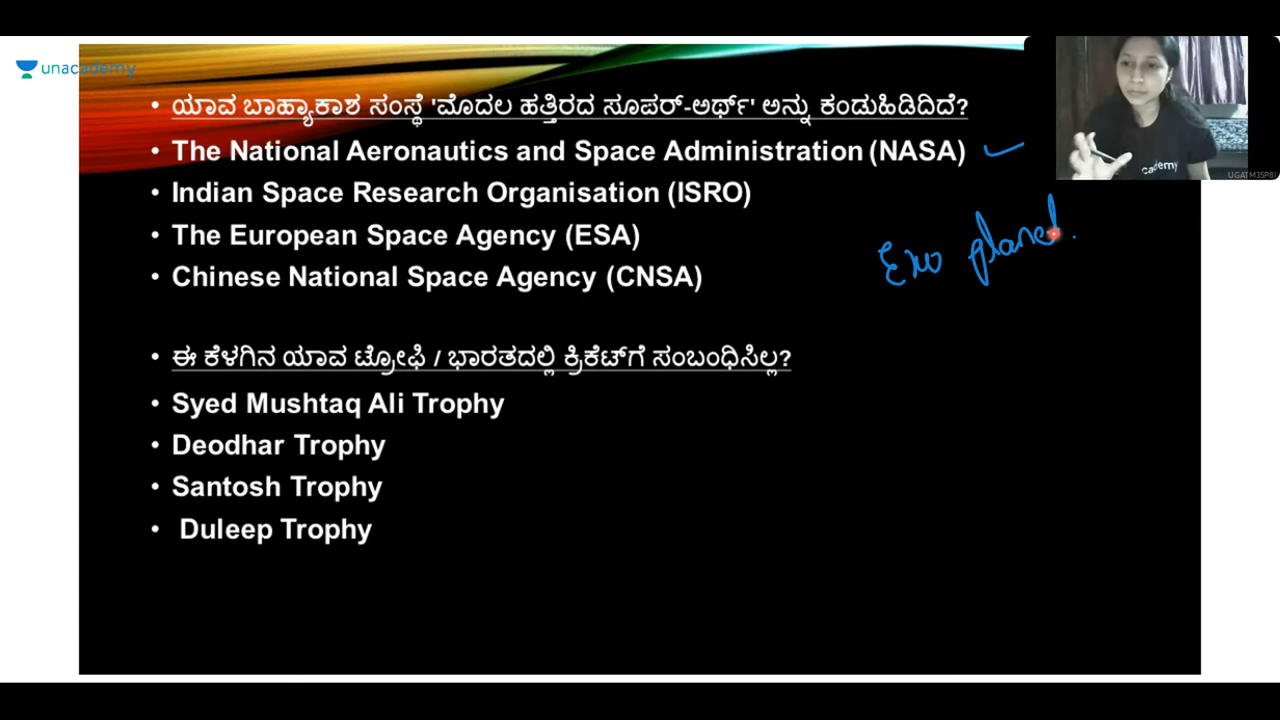 unacademy
• ಯಾವ ಬಾಹ್ಯಾಕಾಶ ಸಂಸ್ಥೆ 'ಮೊದಲ ಹತ್ತಿರದ ಸೂಪರ್-ಅರ್ಥ್' ಅನ್ನು ಕಂಡುಹಿಡಿದಿದೆ?
• The National Aeronautics and Space Administration (NASA)
• Indian Space Research Organisation (ISRO)
• The European Space Agency (ESA)
• Chinese National Space Agency (CNSA)
Exo planet.
• ಈ ಕೆಳಗಿನ ಯಾವ ಟ್ರೋಫಿ / ಭಾರತದಲ್ಲಿ ಕ್ರಿಕೆಟ್‌ಗೆ ಸಂಬಂಧಿಸಿಲ್ಲ?
• Syed Mushtaq Ali Trophy
• Deodhar Trophy
• Santosh Trophy
• Duleep Trophy
cademy
UGATM35P8I